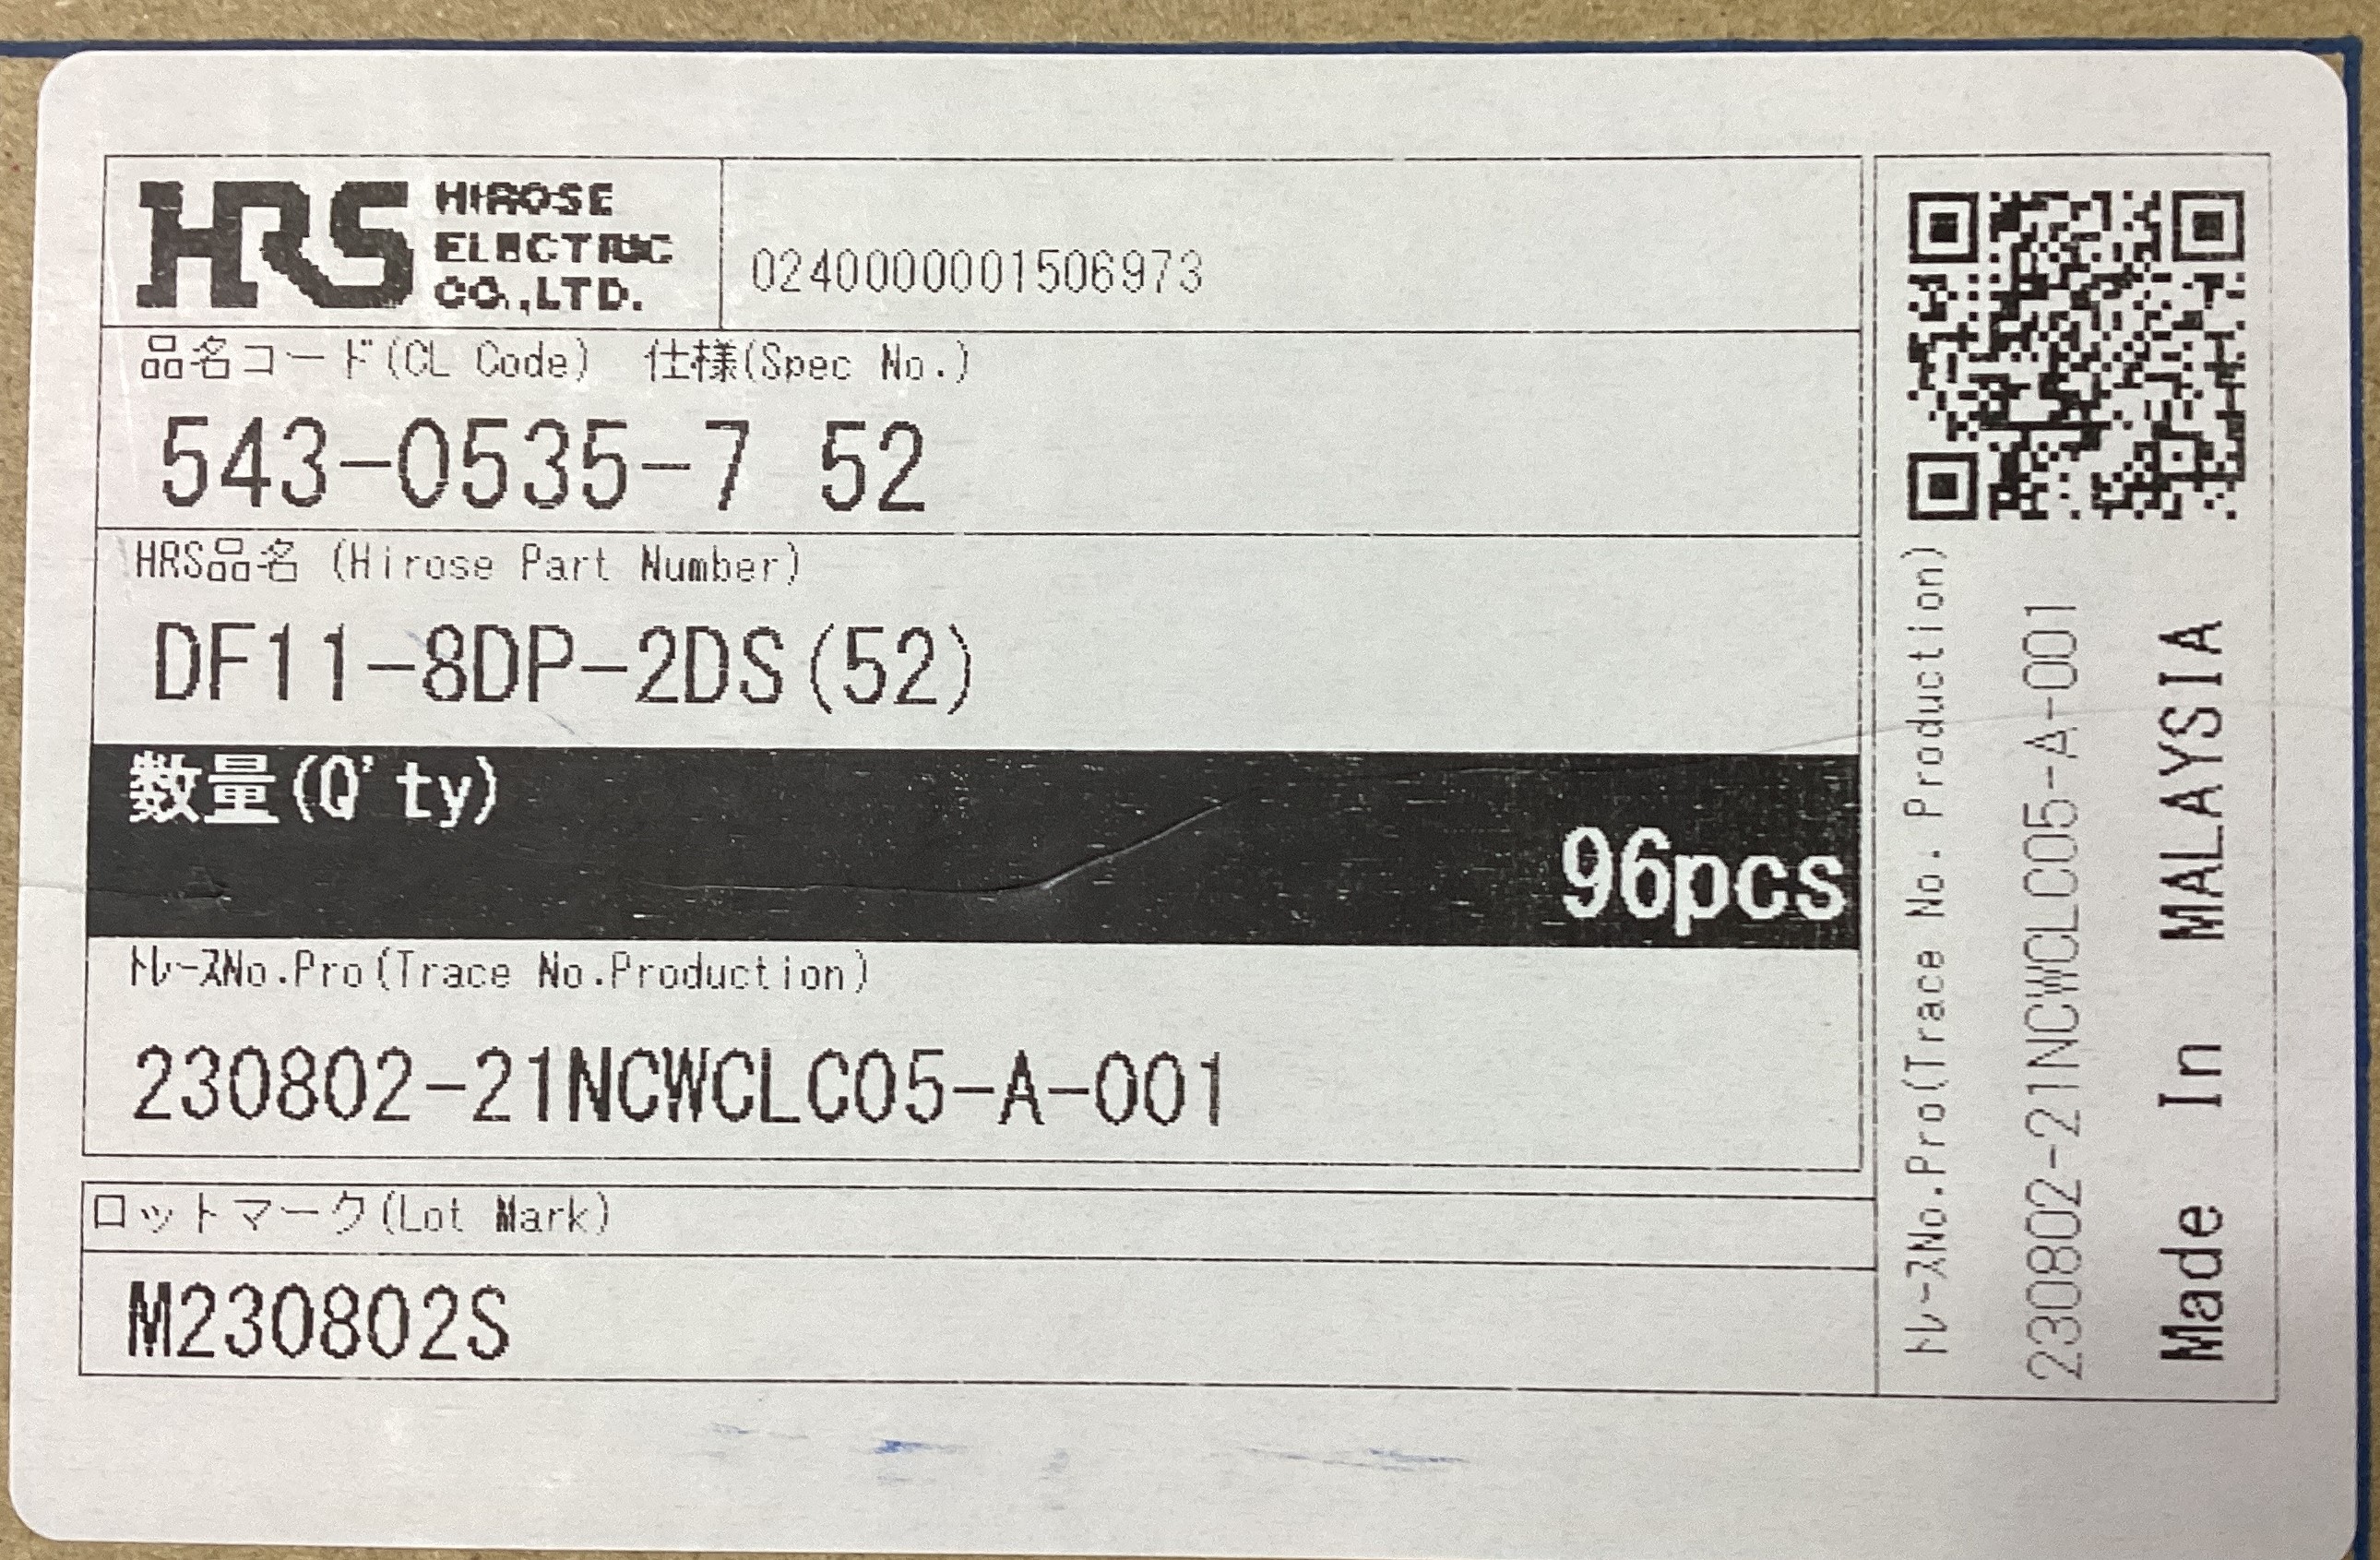 HRS HIROSE
ELECTRIC
CO.,LTD.
0240000001506973
品名コード(CL Code) 仕様(Spec No.)
543-0535-7 52
HRS品名 (Hirose Part Number)
DF11-8DP-2DS(52)
数量(Q'ty)
96pcs
ﾄﾚｰｽNo.Pro(Trace No.Production)
230802-21NCWCLC05-A-001
ロットマーク(Lot Mark)
M230802S
ﾄﾚｰｽNo.Pro(Trace No. Production)
230802-21NCWCLC05-A-001
Made In MALAYSIA